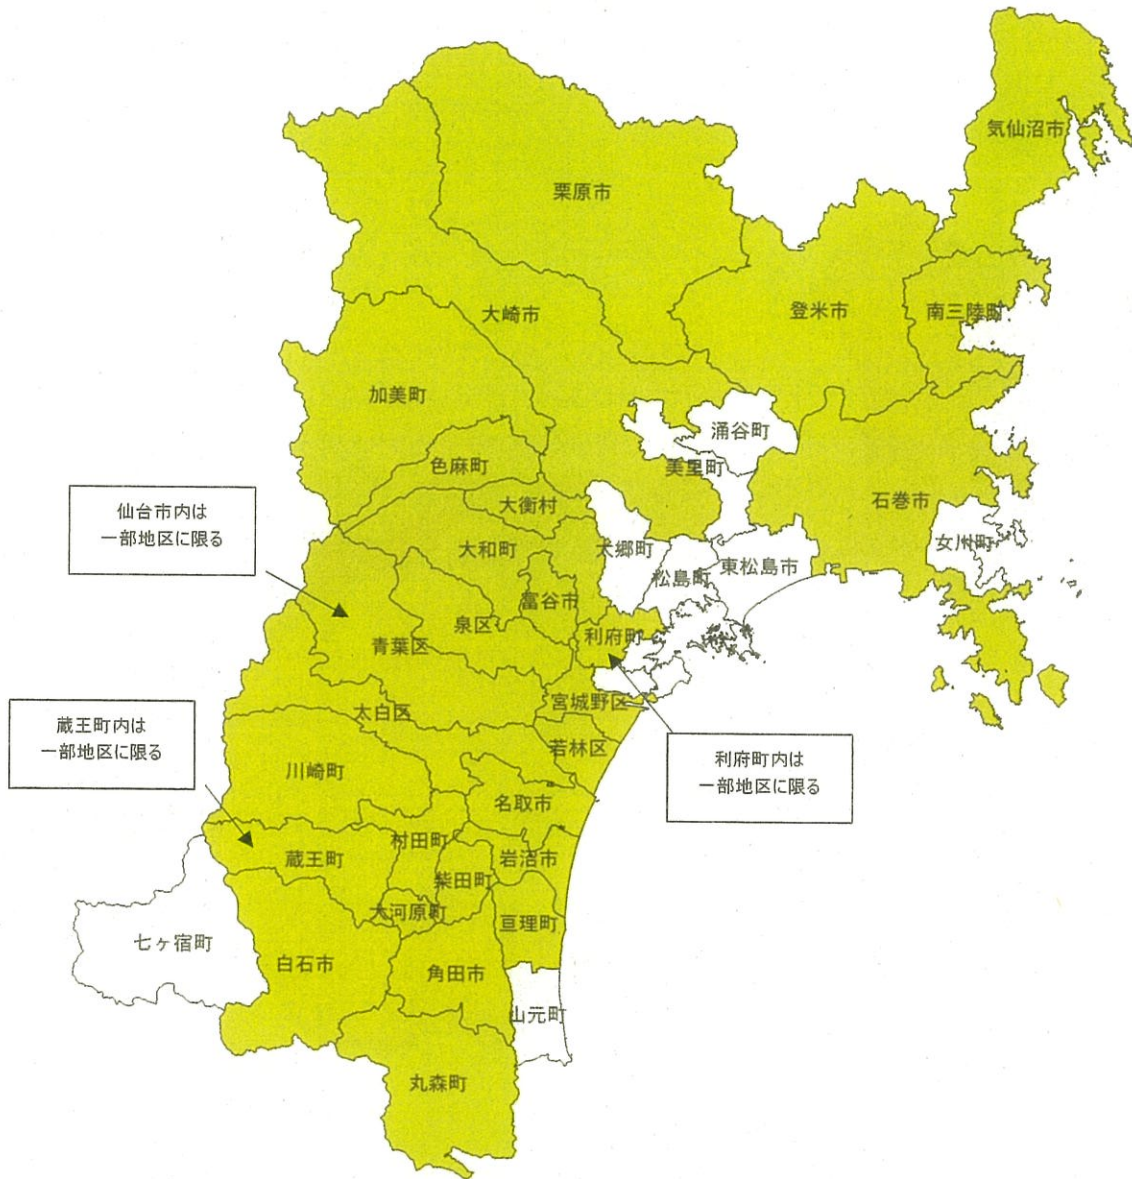 気仙沼市
栗原市
大崎市
登米市
南三陸町
加美町
涌谷町
色麻町
美里町
石巻市
大衡村
仙台市内は
一部地区に限る
大和町
大郷町
女川町
東松島市
松島町
富谷市
泉区
利府町
青葉区
宮城野区
太白区
若林区
蔵王町内は
一部地区に限る
利府町内は
一部地区に限る
川崎町
名取市
村田町
岩沼市
蔵王町
柴田町
大河原町
亘理町
七ヶ宿町
白石市
角田市
山元町
丸森町